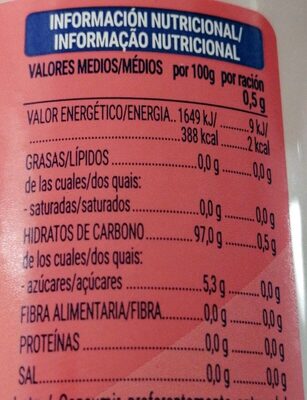 INFORMACIÓN NUTRICIONAL/
INFORMAÇÃO NUTRICIONAL
VALORES MEDIOS/MÉDIOS por 100g por ración
0,5 g
VALOR ENERGÉTICO/ENERGIA..1649 kJ/......9 kJ/
388 kcal......2 kcal
GRASAS/LÍPIDOS......0,0 g......0,0 g
de las cuales/dos quais:
- saturadas/saturados......0,0 g......0,0 g
HIDRATOS DE CARBONO......97,0 g......0,5 g
de los cuales/dos quais:
- azúcares/açúcares......5,3 g......0,0 g
FIBRA ALIMENTARIA/FIBRA......0,0 g......0,0 g
PROTEÍNAS......0,0 g......0,0 g
SAL......0,0 g......0,0 g
Consumir preferentemente